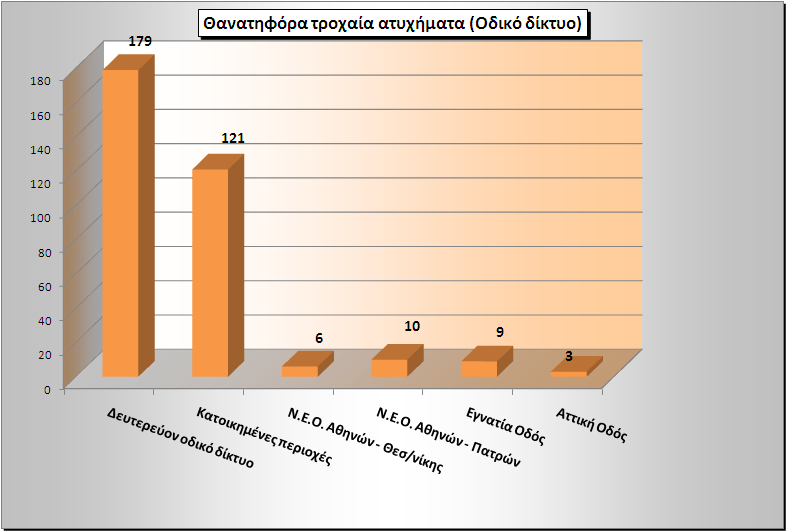 Θανατηφόρα τροχαία ατυχήματα (Οδικό δίκτυο)
179
121
6
10
9
3
180
160
140
120
100
80
60
40
20
0
Δευτερεύον οδικό δίκτυο
Κατοικημένες περιοχές
Ν.Ε.Ο. Αθηνών - Θεσ/νίκης
Ν.Ε.Ο. Αθηνών - Πατρών
Εγνατία Οδός
Αττική Οδός